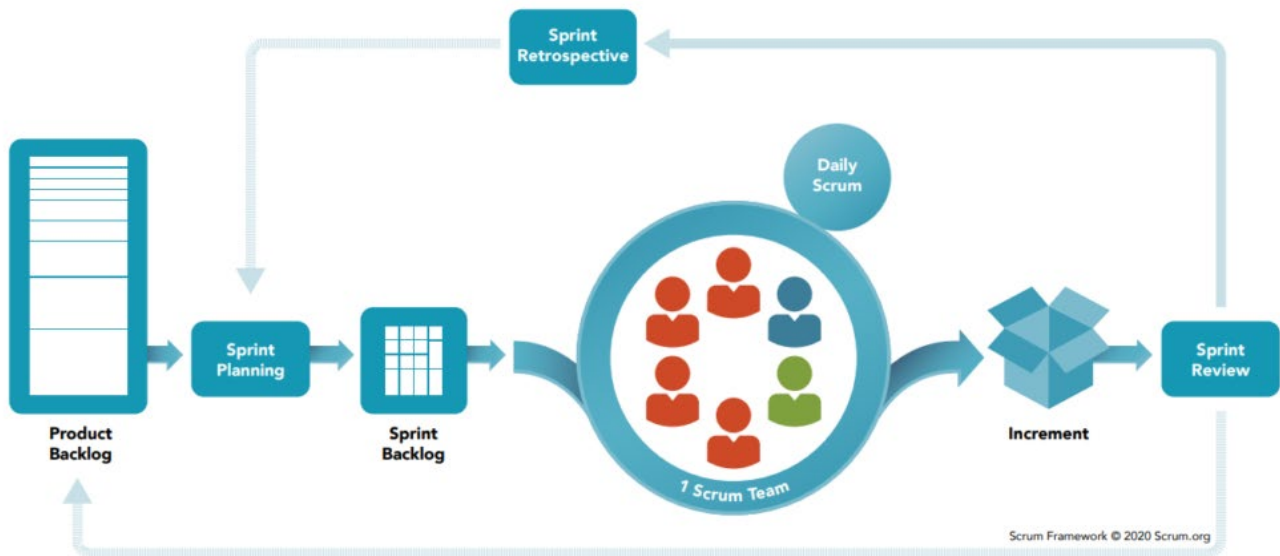 Sprint
Retrospective
Daily
Scrum
Sprint
Planning
Sprint
Review
Product
Backlog
Sprint
Backlog
Increment
1 Scrum Team
Scrum Framework © 2020 Scrum.org